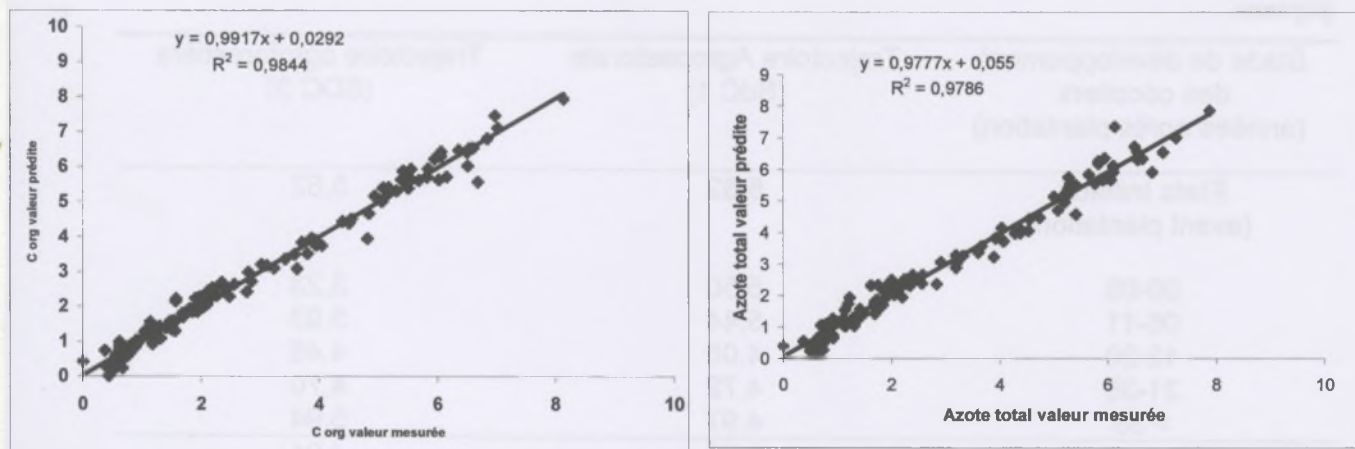 y = 0,9917x + 0,0292
R² = 0,9844
C org valeur prédite
10
9
8
7
6
5
4
3
2
1
0
0 2 4 6 8 10
C org valeur mesurée
y = 0,9777x + 0,055
R² = 0,9786
Azote total valeur prédite
9
8
7
6
5
4
3
2
1
0
0 2 4 6 8 10
Azote total valeur mesurée